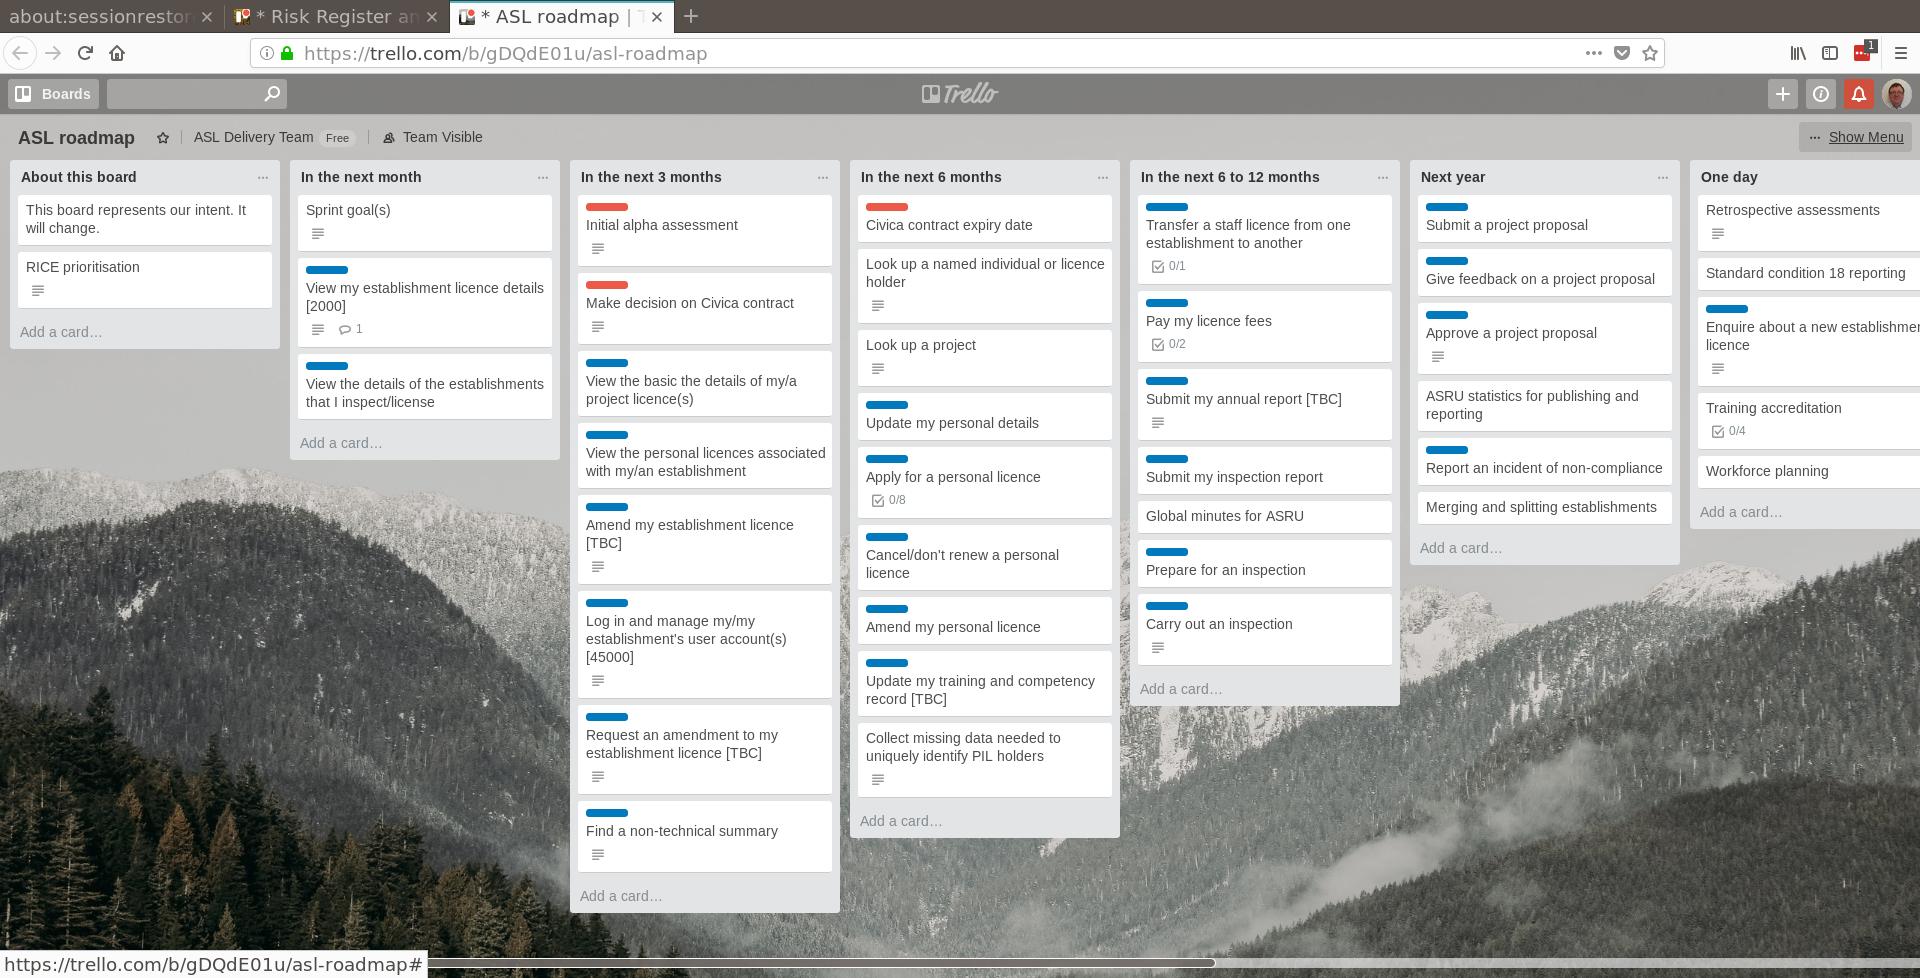 about:sessionrestor
* Risk Register an
* ASL roadmap | T
https://trello.com/b/gDQdE01u/asl-roadmap
1
Boards
Trello
ASL roadmap
ASL Delivery Team
Free
Team Visible
Show Menu
About this board
This board represents our intent. It
will change.
RICE prioritisation
Add a card…
In the next month
Sprint goal(s)
View my establishment licence details
[2000]
1
View the details of the establishments
that I inspect/license
Add a card…
In the next 3 months
Initial alpha assessment
Make decision on Civica contract
View the basic the details of my/a
project licence(s)
View the personal licences associated
with my/an establishment
Amend my establishment licence
[TBC]
Log in and manage my/my
establishment's user account(s)
[45000]
Request an amendment to my
establishment licence [TBC]
Find a non-technical summary
Add a card…
In the next 6 months
Civica contract expiry date
Look up a named individual or licence
holder
Look up a project
Update my personal details
Apply for a personal licence
0/8
Cancel/don't renew a personal
licence
Amend my personal licence
Update my training and competency
record [TBC]
Collect missing data needed to
uniquely identify PIL holders
Add a card…
In the next 6 to 12 months
Transfer a staff licence from one
establishment to another
0/1
Pay my licence fees
0/2
Submit my annual report [TBC]
Submit my inspection report
Global minutes for ASRU
Prepare for an inspection
Carry out an inspection
Add a card…
Next year
Submit a project proposal
Give feedback on a project proposal
Approve a project proposal
ASRU statistics for publishing and
reporting
Report an incident of non-compliance
Merging and splitting establishments
Add a card…
One day
Retrospective assessments
Standard condition 18 reporting
Enquire about a new establishmen
licence
Training accreditation
0/4
Workforce planning
Add a card…
https://trello.com/b/gDQdE01u/asl-roadmap#